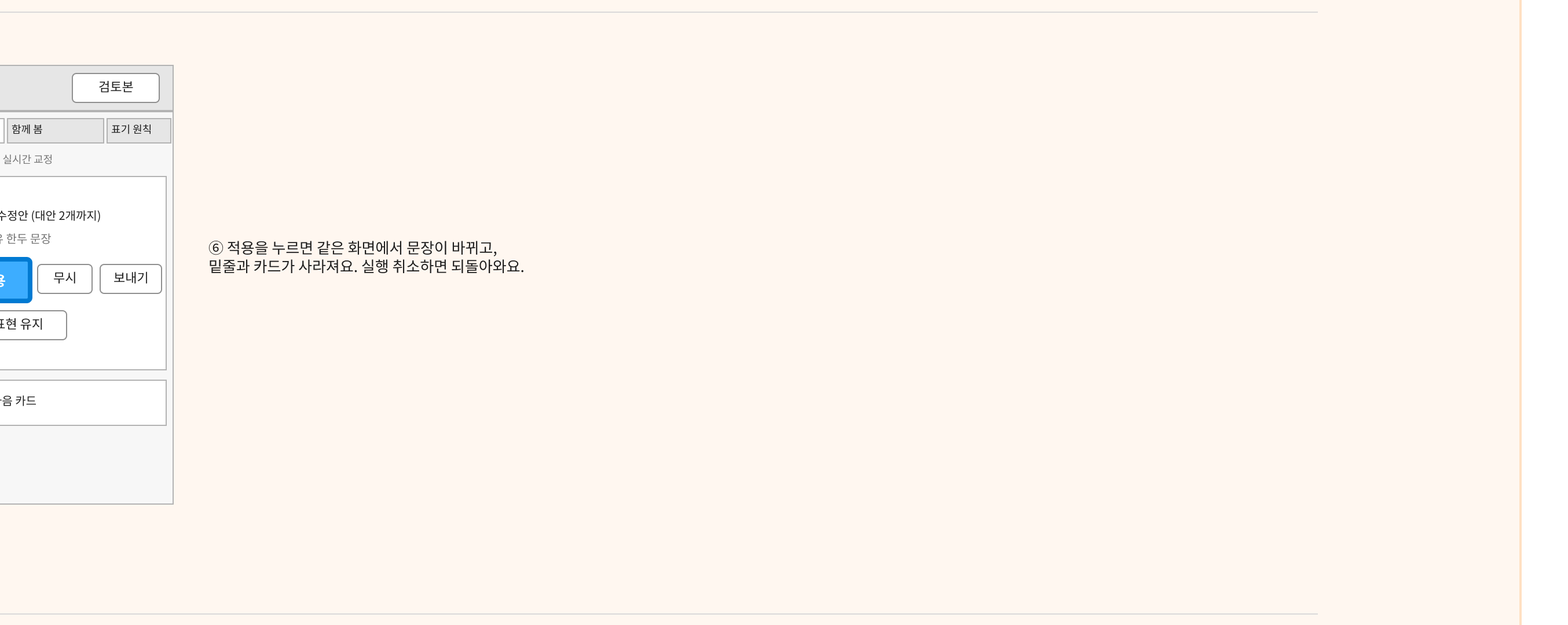 검토본
함께 봄
표기 원칙
실시간 교정
수정안 (대안 2개까지)
한두 문장
무시
보내기
표현 유지
카드
⑥ 적용을 누르면 같은 화면에서 문장이 바뀌고,
밑줄과 카드가 사라져요. 실행 취소하면 되돌아와요.